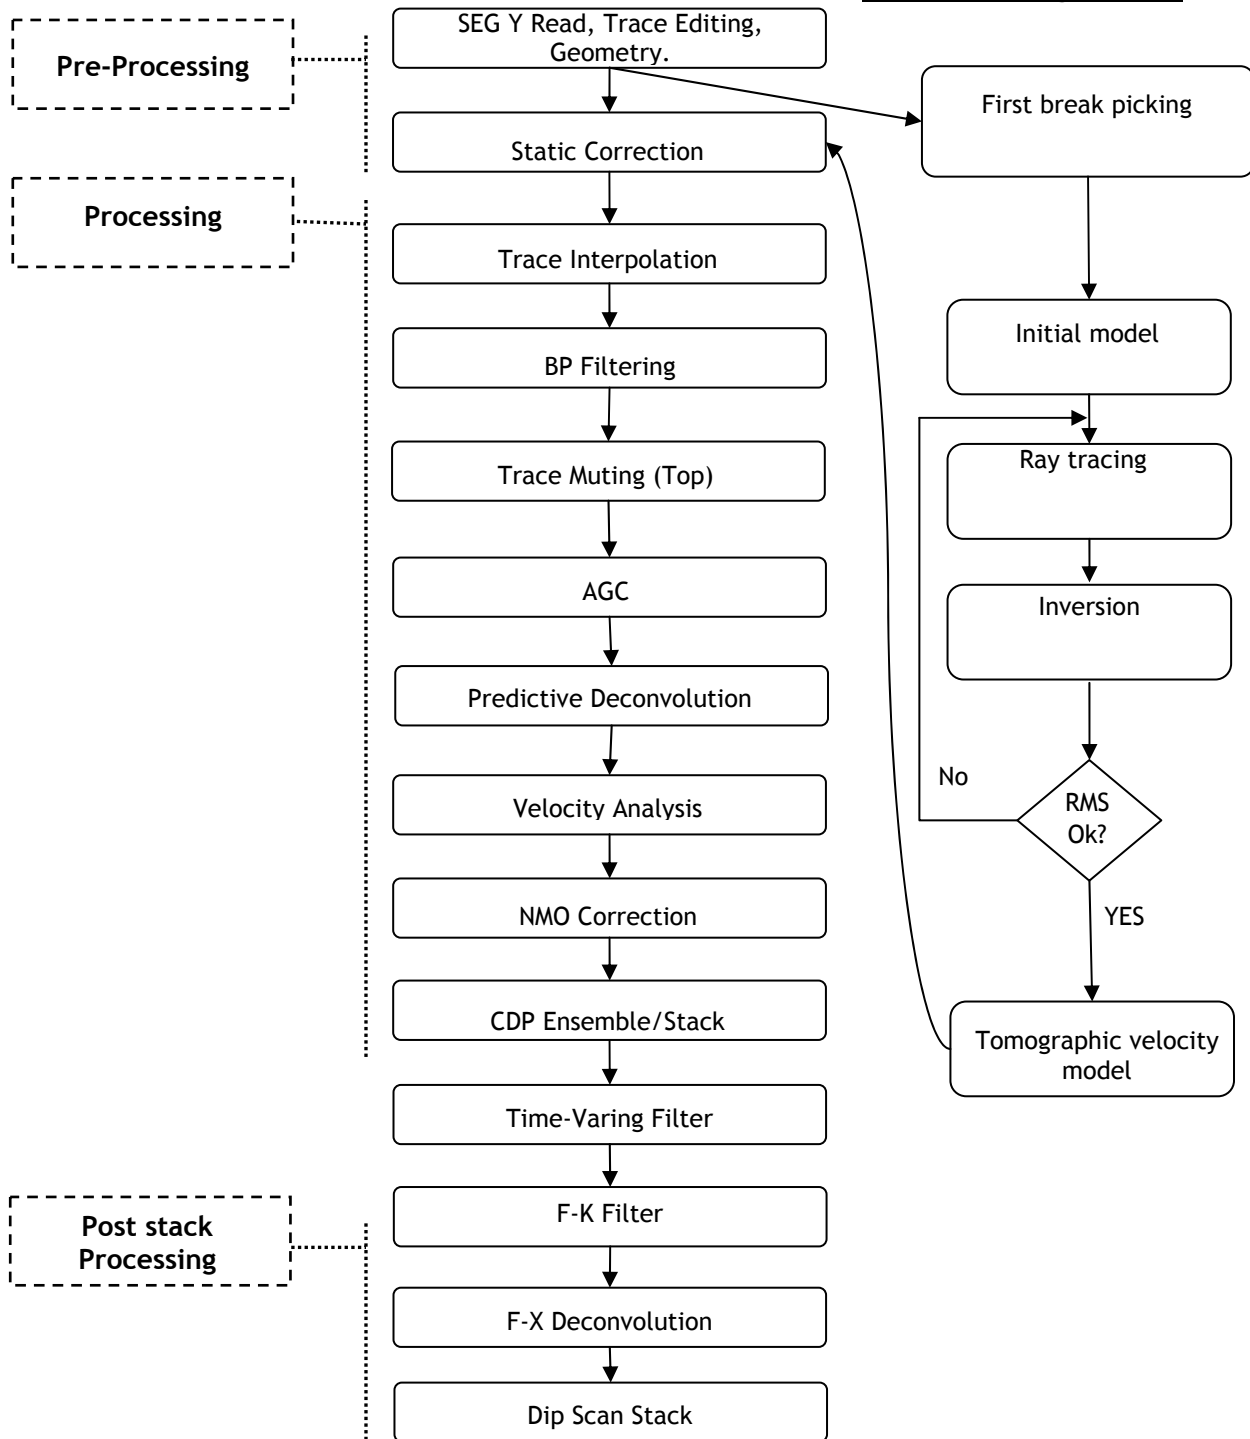 SEG Y Read, Trace Editing,
Geometry.
Pre-Processing
First break picking
Static Correction
Processing
Trace Interpolation
Initial model
BP Filtering
Ray tracing
Trace Muting (Top)
AGC
Inversion
Predictive Deconvolution
No
Velocity Analysis
RMS
Ok?
NMO Correction
YES
CDP Ensemble/Stack
Tomographic velocity
model
Time-Varing Filter
F-K Filter
Post stack
Processing
F-X Deconvolution
Dip Scan Stack